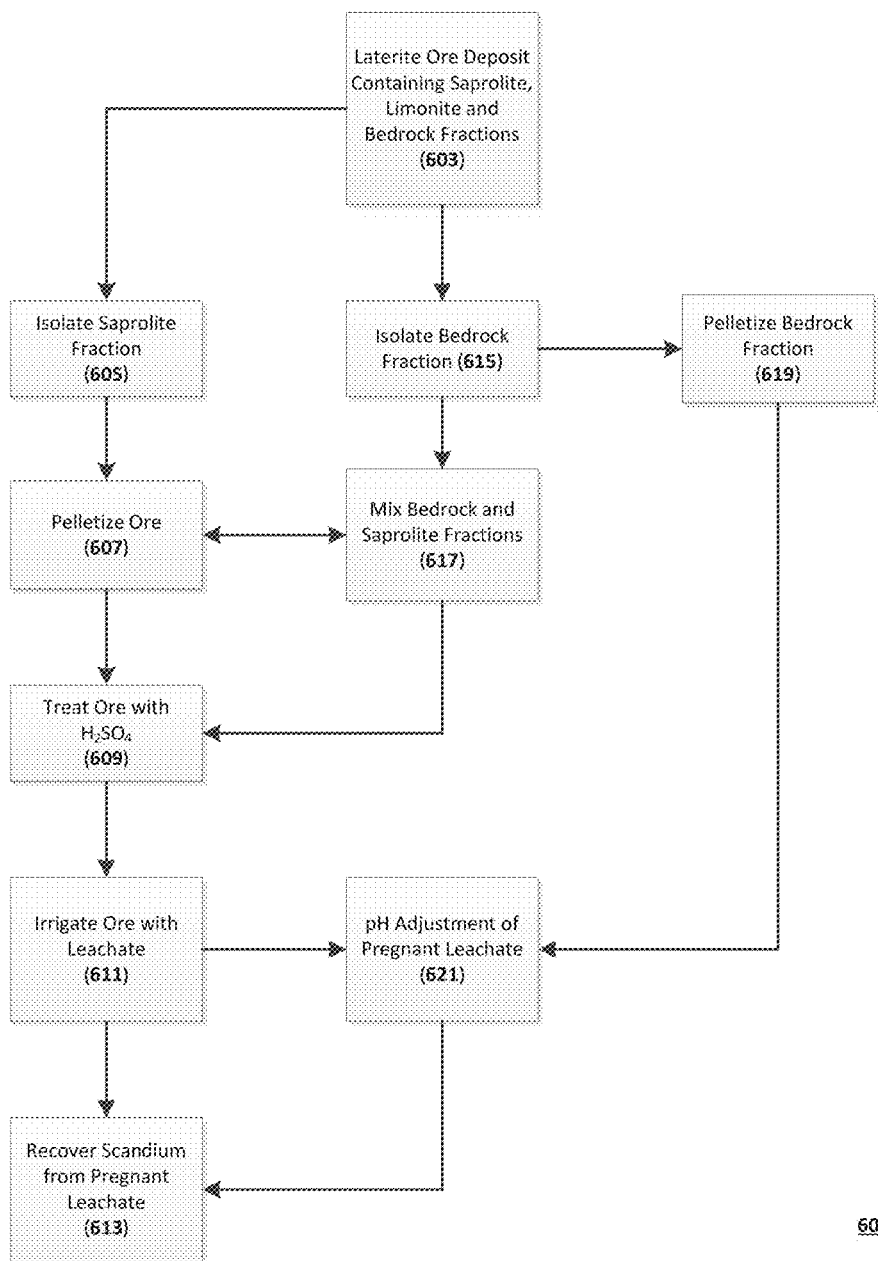 Laterite Ore Deposit
Containing Saprolite,
Limonite and
Bedrock Fractions
(603)
Isolate Saprolite
Fraction
(605)
Isolate Bedrock
Fraction (615)
Pelletize Bedrock
Fraction
(619)
Pelletize Ore
(607)
Mix Bedrock and
Saprolite Fractions
(617)
Treat Ore with
H₂SO₄
(609)
Irrigate Ore with
Leachate
(611)
pH Adjustment of
Pregnant Leachate
(621)
Recover Scandium
from Pregnant
Leachate
(613)
60